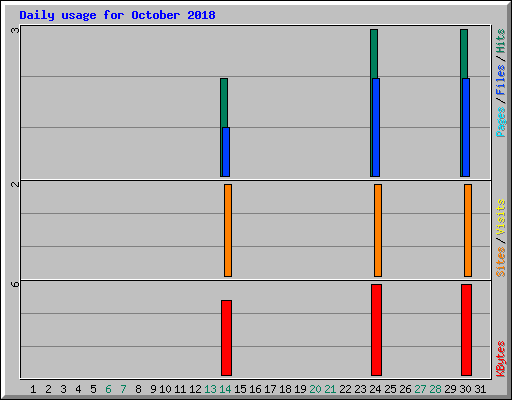 Daily usage for October 2018
3
Pages/Files/Hits
2
Sites/Visits
6
KBytes
1 2 3 4 5 6 7 8 9 10 11 12 13 14 15 16 17 18 19 20 21 22 23 24 25 26 27 28 29 30 31